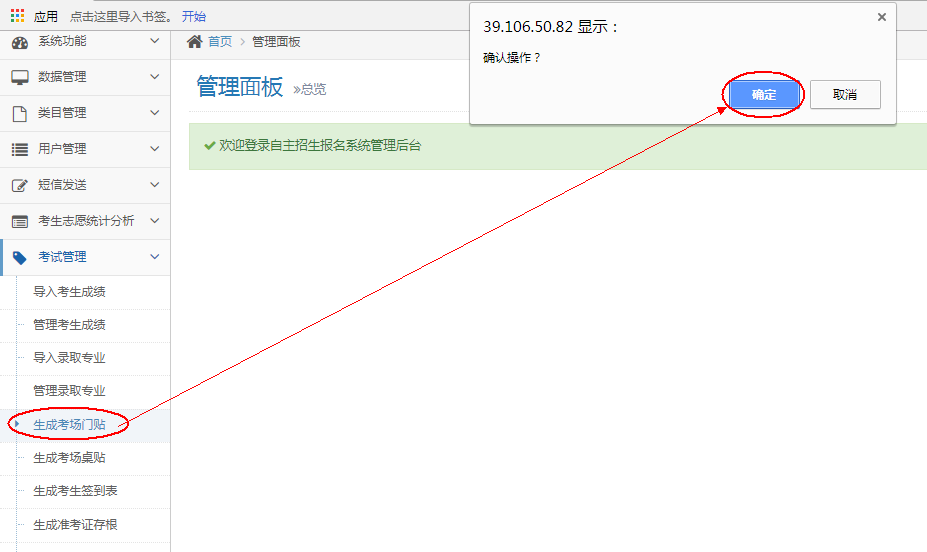 应用 点击这里导入书签。 开始
39.106.50.82 显示：
确认操作？
确定 取消
系统功能
数据管理
类目管理
用户管理
短信发送
考生志愿统计分析
考试管理
导入考生成绩
管理考生成绩
导入录取专业
管理录取专业
生成考场门贴
生成考场桌贴
生成考生签到表
生成准考证存根
首页 > 管理面板
管理面板 »总览
欢迎登录自主招生报名系统管理后台